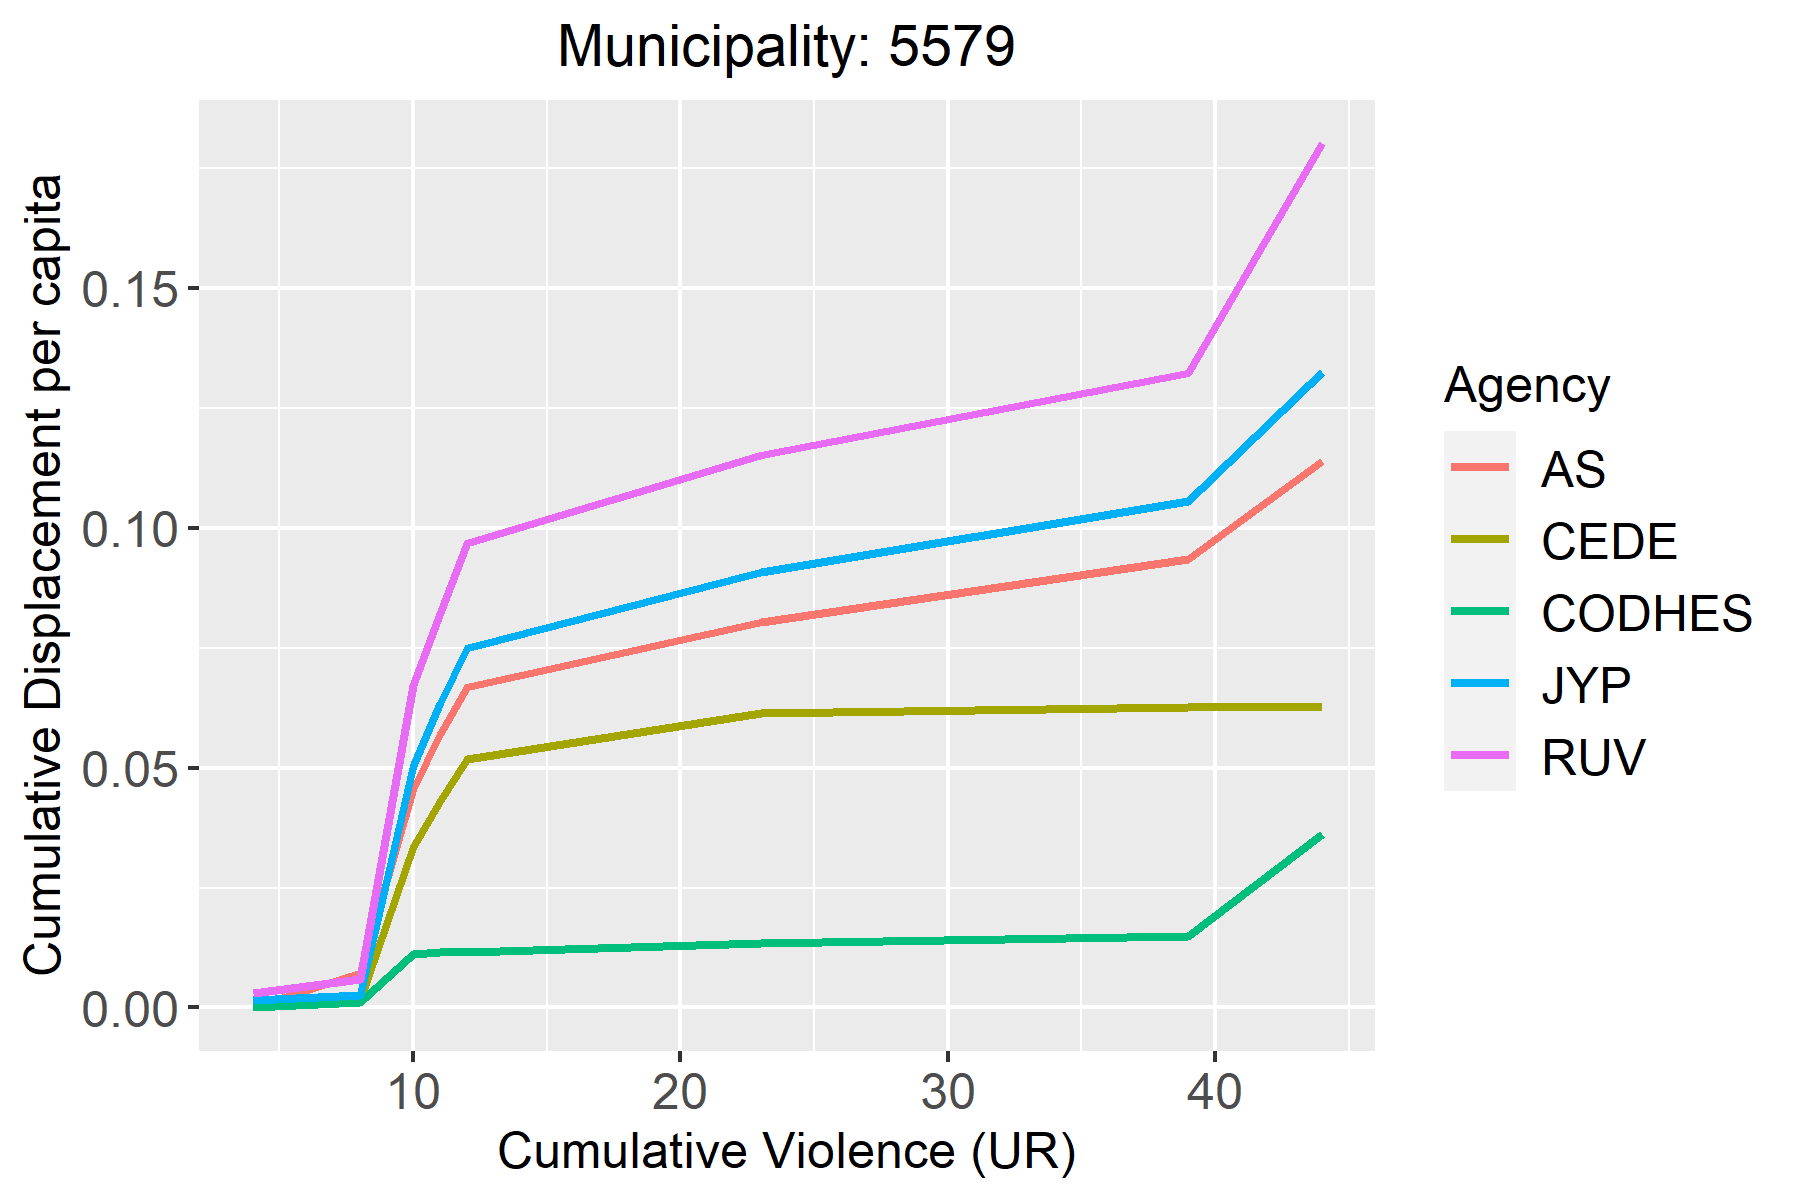 Municipality: 5579
Cumulative Displacement per capita
0.15
0.10
0.05
0.00
10 20 30 40
Cumulative Violence (UR)
Agency
AS
CEDE
CODHES
JYP
RUV